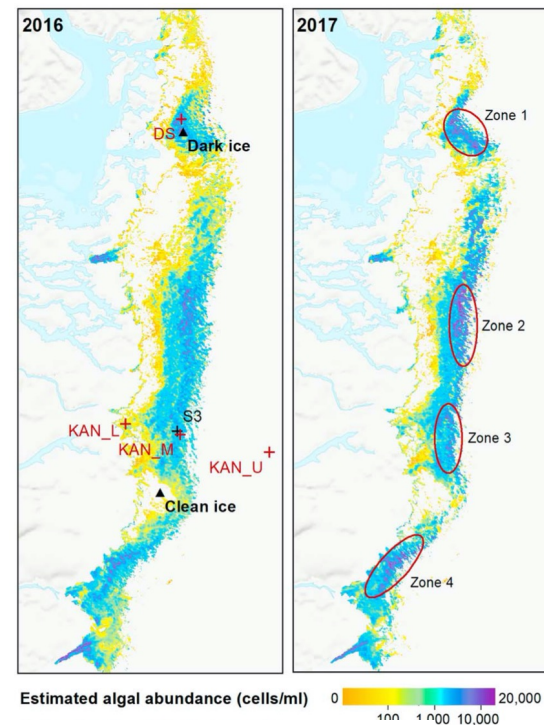 2016
DS
Dark ice
KAN_L
S3
KAN_M
KAN_U
Clean ice
2017
Zone 1
Zone 2
Zone 3
Zone 4
Estimated algal abundance (cells/ml) 0 20,000
100 1,000 10,000